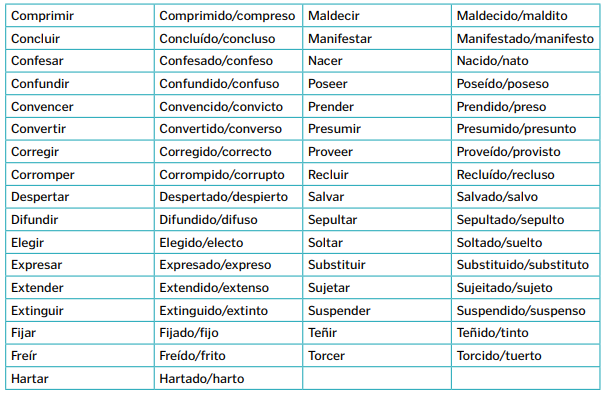 Comprimir Comprimido/compreso Maldecir Maldecido/maldito
Concluir Concluído/concluso Manifestar Manifestado/manifesto
Confesar Confesado/confeso Nacer Nacido/nato
Confundir Confundido/confuso Poseer Poseído/poseso
Convencer Convencido/convicto Prender Prendido/preso
Convertir Convertido/converso Presumir Presumido/presunto
Corregir Corregido/correcto Proveer Proveído/provisto
Corromper Corrompido/corrupto Recluir Recluído/recluso
Despertar Despertado/despierto Salvar Salvado/salvo
Difundir Difundido/difuso Sepultar Sepultado/sepulto
Elegir Elegido/electo Soltar Soltado/suelto
Expresar Expresado/expreso Substituir Substituido/substituto
Extender Extendido/extenso Sujetar Sujeitado/sujeto
Extinguir Extinguido/extinto Suspender Suspendido/suspenso
Fijar Fijado/fijo Teñir Teñido/tinto
Freír Freído/frito Torcer Torcido/tuerto
Hartar Hartado/harto